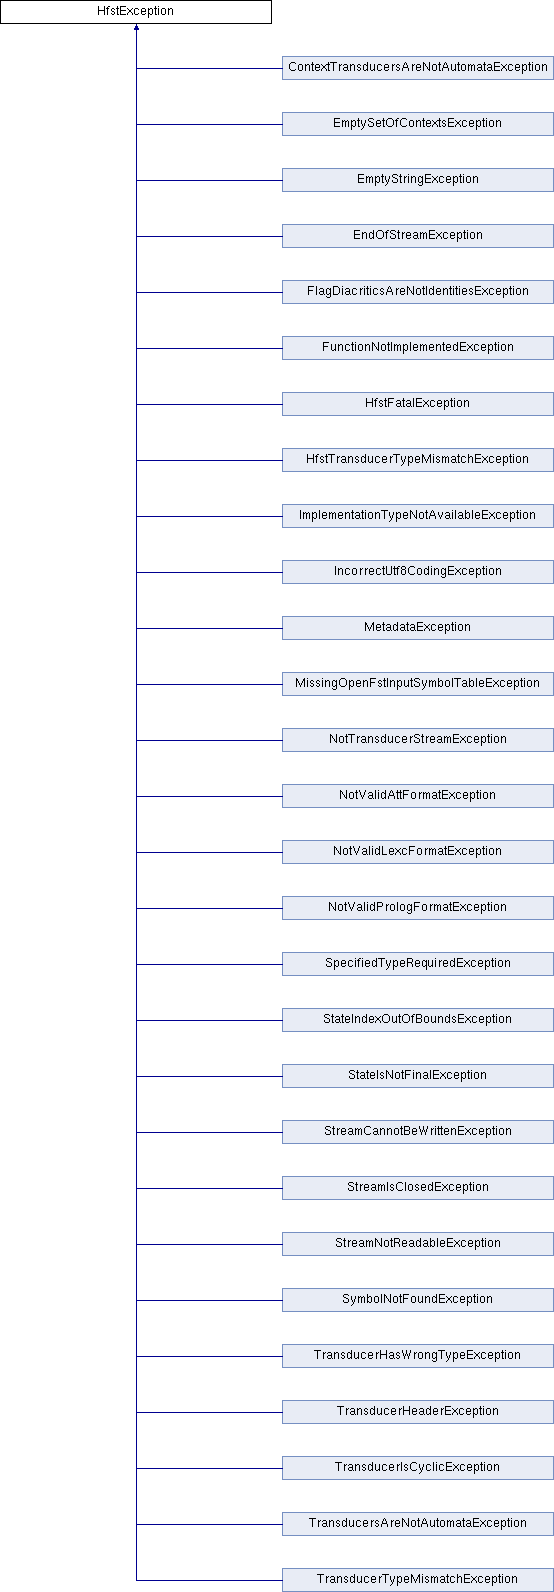 HfstException
ContextTransducersAreNotAutomataException
EmptySetOfContextsException
EmptyStringException
EndOfStreamException
FlagDiacriticsAreNotIdentitiesException
FunctionNotImplementedException
HfstFatalException
HfstTransducerTypeMismatchException
ImplementationTypeNotAvailableException
IncorrectUtf8CodingException
MetadataException
MissingOpenFstInputSymbolTableException
NotTransducerStreamException
NotValidAttFormatException
NotValidLexcFormatException
NotValidPrologFormatException
SpecifiedTypeRequiredException
StateIndexOutOfBoundsException
StateIsNotFinalException
StreamCannotBeWrittenException
StreamIsClosedException
StreamNotReadableException
SymbolNotFoundException
TransducerHasWrongTypeException
TransducerHeaderException
TransducerIsCyclicException
TransducersAreNotAutomataException
TransducerTypeMismatchException